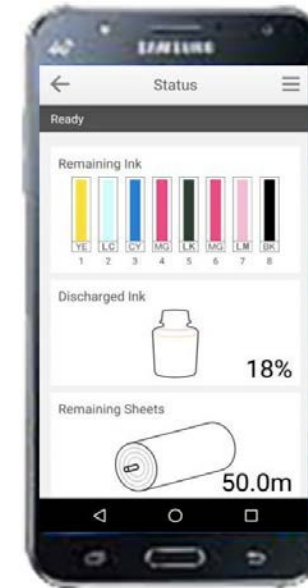 4G
SAMSUNG
Status
Ready
Remaining Ink
YE LC CY MG LK MG LM BK
1 2 3 4 5 6 7 8
Discharged Ink
18%
Remaining Sheets
50.0m